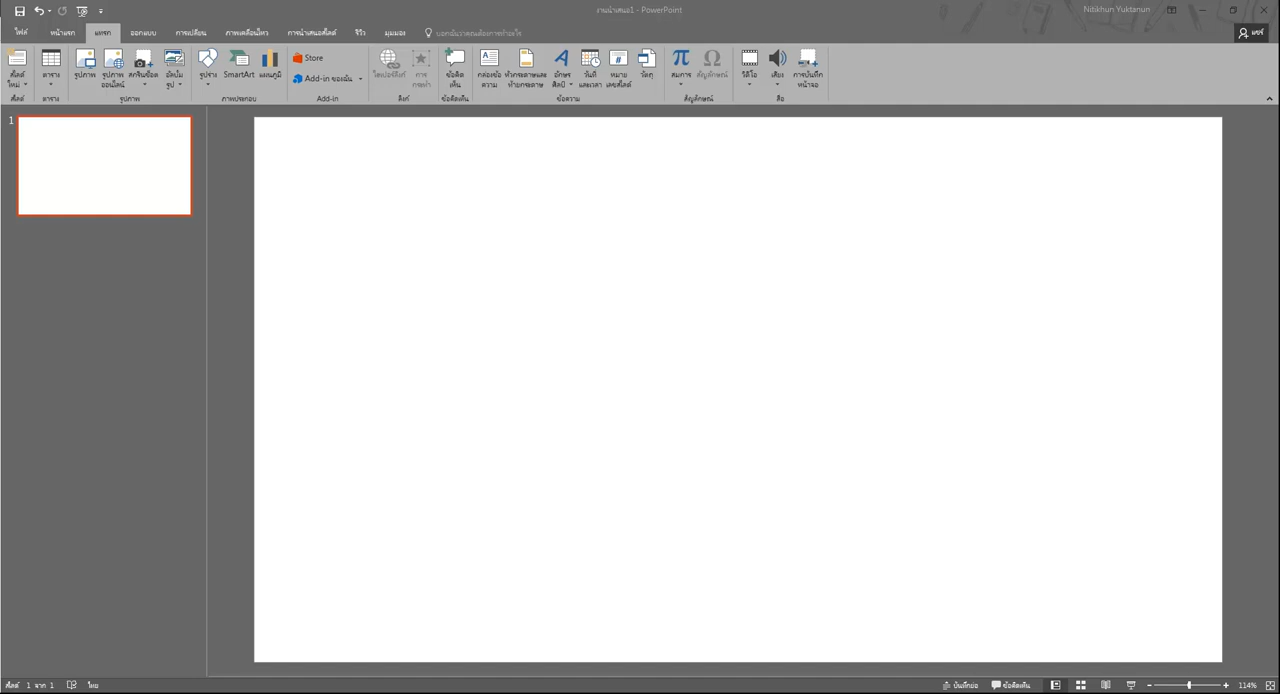 งานนำเสนอ1 - PowerPoint
Nitikhun Yuktanun
ไฟล์ หน้าแรก แทรก ออกแบบ การเปลี่ยน ภาพเคลื่อนไหว การนำเสนอสไลด์ รีวิว มุมมอง บอกฉันว่าคุณต้องการทำอะไร แชร์
สไลด์ใหม่ ตาราง รูปภาพ รูปภาพออนไลน์ สกรีนช็อต อัลบั้มรูป รูปร่าง SmartArt แผนภูมิ
Store
Add-in ของฉัน
ไฮเปอร์ลิงก์ การกระทำ ข้อคิดเห็น กล่องข้อความ หัวกระดาษและท้ายกระดาษ อักษรศิลป์ วันที่และเวลา หมายเลขสไลด์ วัตถุ สมการ สัญลักษณ์ วิดีโอ เสียง การบันทึกหน้าจอ
สไลด์ ตาราง รูปภาพ ภาพประกอบ Add-in ลิงก์ ข้อคิดเห็น ข้อความ สัญลักษณ์ สื่อ
1
สไลด์ 1 จาก 1 ไทย บันทึกย่อ ข้อคิดเห็น 114%